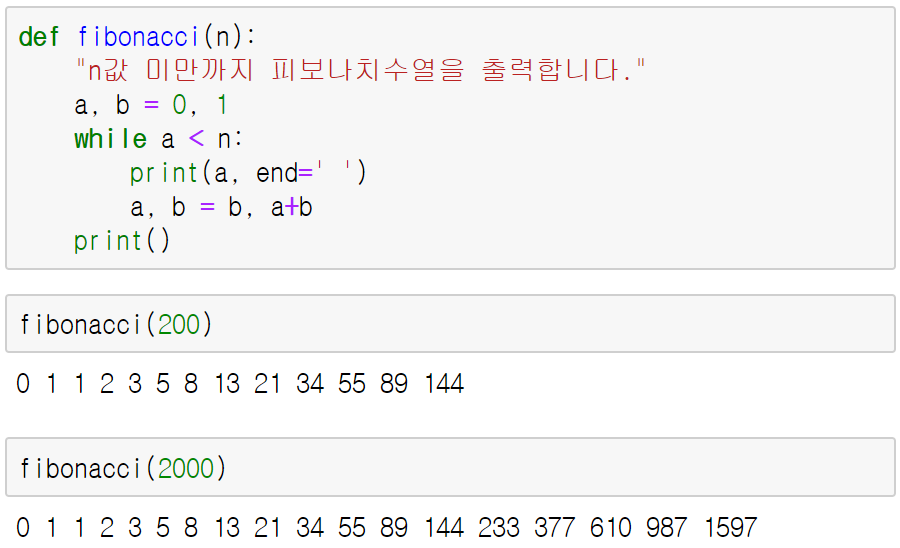 def fibonacci(n):
    "n값 미만까지 피보나치수열을 출력합니다."
    a, b = 0, 1
    while a < n:
        print(a, end=' ')
        a, b = b, a+b
    print()
fibonacci(200)
0 1 1 2 3 5 8 13 21 34 55 89 144
fibonacci(2000)
0 1 1 2 3 5 8 13 21 34 55 89 144 233 377 610 987 1597